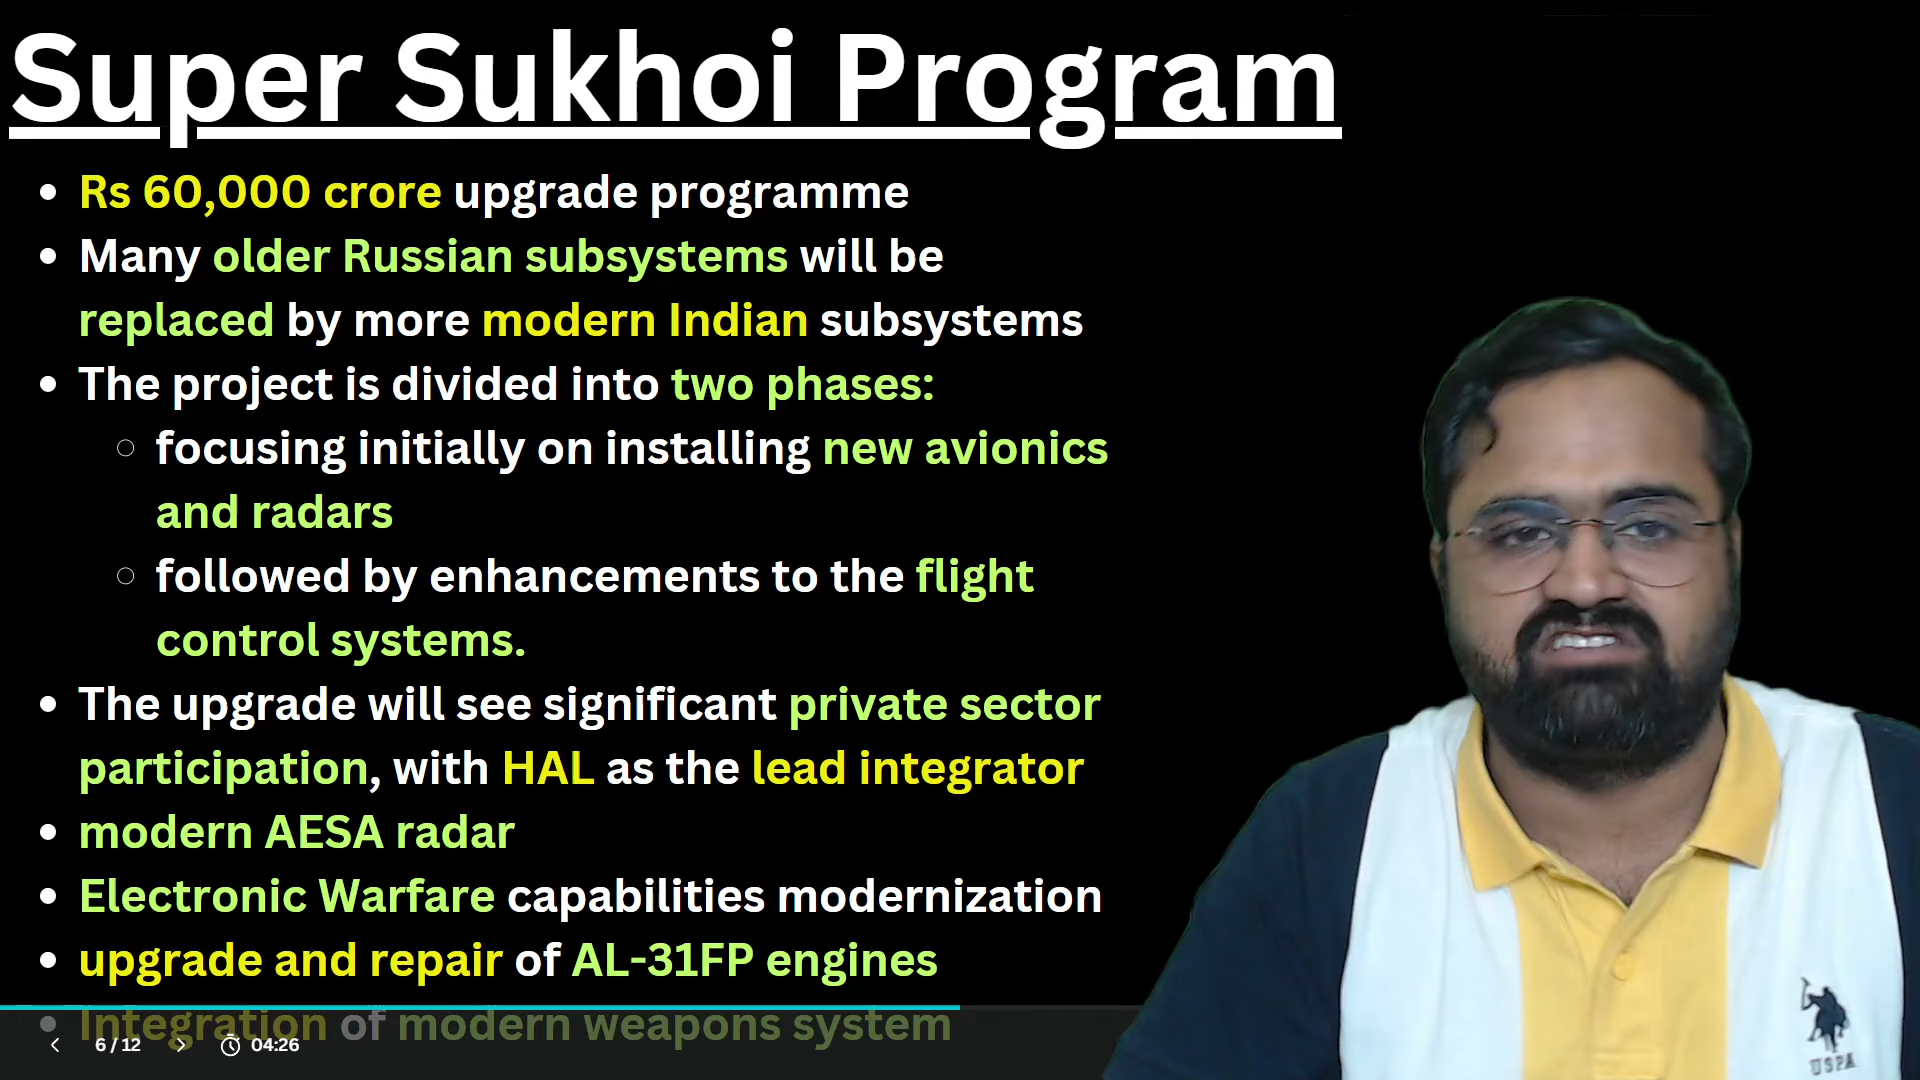 Super Sukhoi Program
Rs 60,000 crore upgrade programme
Many older Russian subsystems will be
replaced by more modern Indian subsystems
The project is divided into two phases:
focusing initially on installing new avionics
and radars
followed by enhancements to the flight
control systems.
The upgrade will see significant private sector
participation, with HAL as the lead integrator
modern AESA radar
Electronic Warfare capabilities modernization
upgrade and repair of AL-31FP engines
Integration of modern weapons system
6 / 12
04:26
USPA